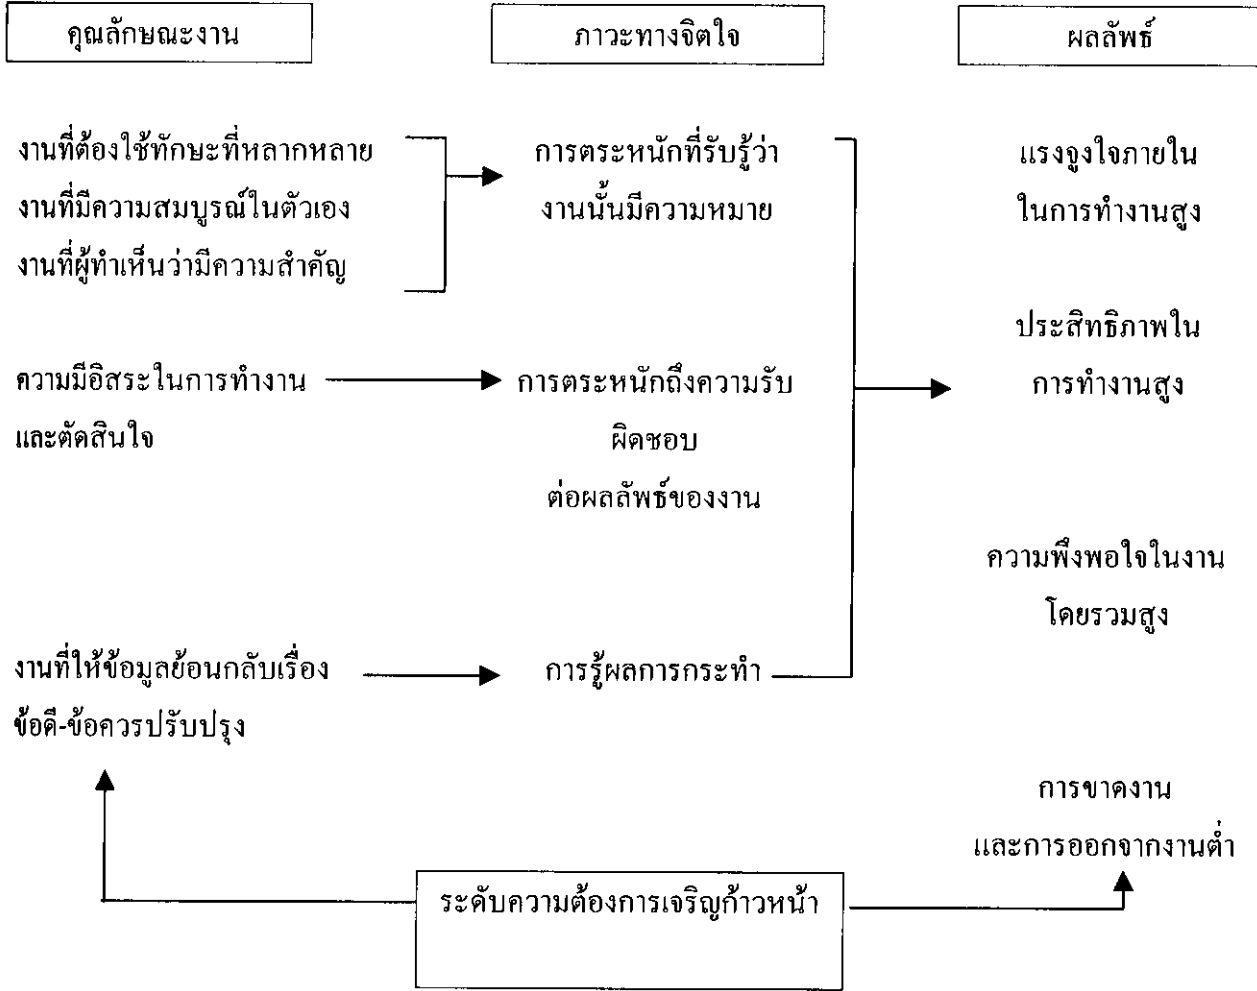 คุณลักษณะงาน
ภาวะทางจิตใจ
ผลลัพธ์
งานที่ต้องใช้ทักษะที่หลากหลาย
งานที่มีความสมบูรณ์ในตัวเอง
งานที่ผู้ทำเห็นว่ามีความสำคัญ
การตระหนักที่รับรู้ว่า
งานนั้นมีความหมาย
แรงจูงใจภายใน
ในการทำงานสูง
ความมีอิสระในการทำงาน
และตัดสินใจ
การตระหนักถึงความรับ
ผิดชอบ
ต่อผลลัพธ์ของงาน
ประสิทธิภาพใน
การทำงานสูง
ความพึงพอใจในงาน
โดยรวมสูง
งานที่ให้ข้อมูลย้อนกลับเรื่อง
ข้อดี-ข้อควรปรับปรุง
การรู้ผลการกระทำ
การขาดงาน
และการออกจากงานต่ำ
ระดับความต้องการเจริญก้าวหน้า